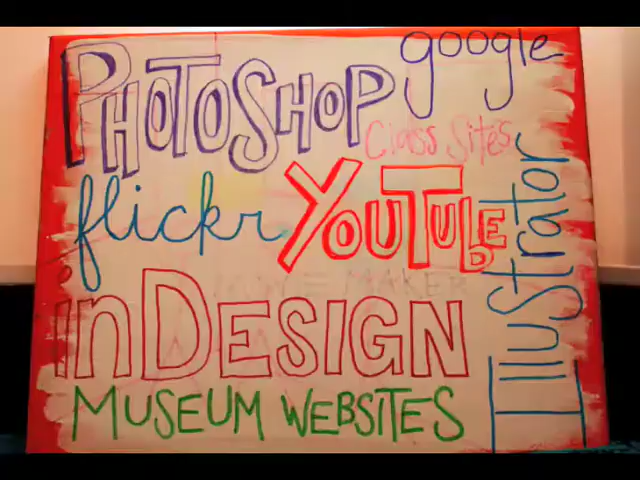 google
PHOTOSHOP
Class Sites
flickr YOUTUBE
MOVIE MAKER
inDESIGN
Illustrator
MUSEUM WEBSITES